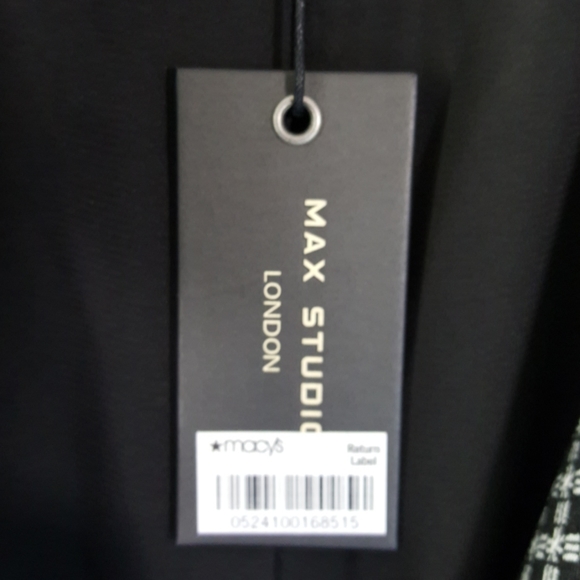 MAX STUDIO
LONDON
★macy's
Return
Label
0524100168515